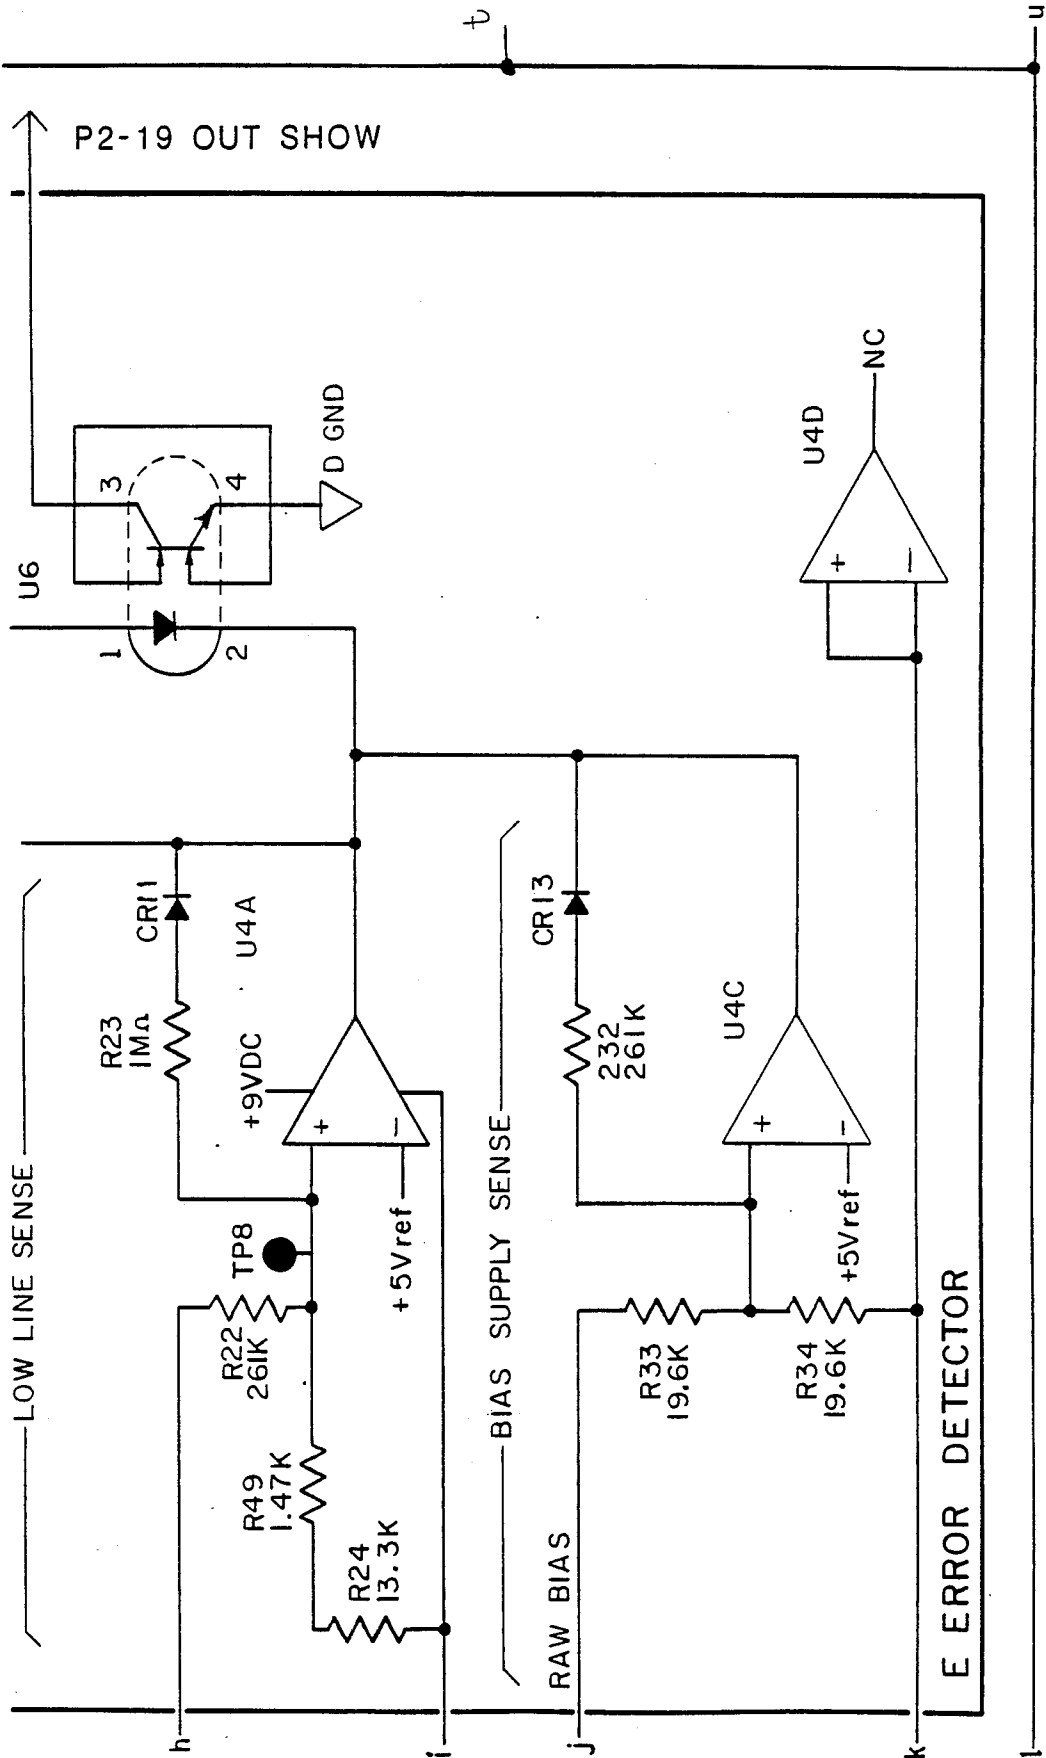 t
u
P2-19 OUT SHOW
U6
3
4
1
2
D GND
U4D
NC
+
−
LOW LINE SENSE
R23
1MΩ
CR11
U4A
+9VDC
+
−
+5Vref
TP8
R22
261K
R49
1.47K
R24
13.3K
BIAS SUPPLY SENSE
232
261K
CR13
U4C
+
-
+5Vref
R33
19.6K
R34
19.6K
RAW BIAS
E ERROR DETECTOR
h
i
j
k
l